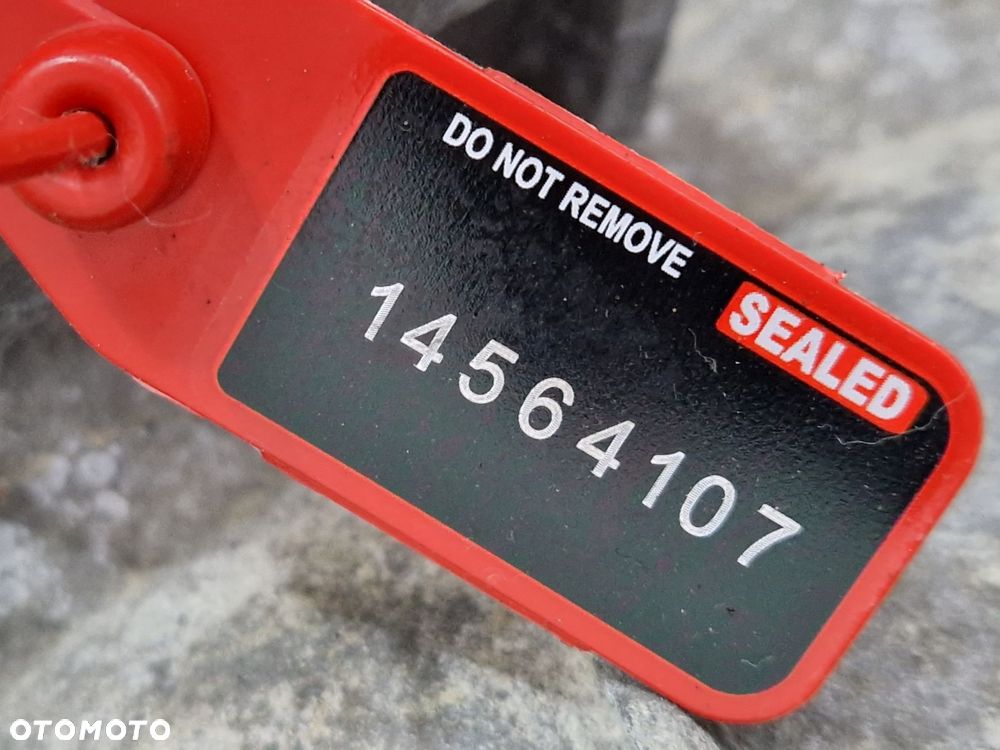 DO NOT REMOVE
SEALED
14564107
OTOMOTO